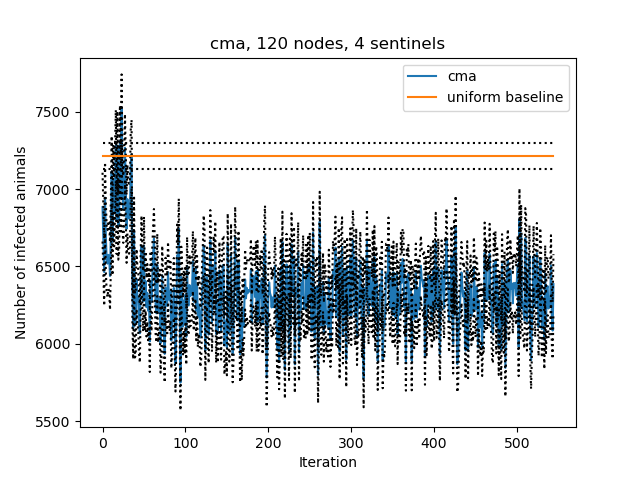 cma, 120 nodes, 4 sentinels
cma
uniform baseline
7500
7000
6500
6000
5500
Number of infected animals
0
100
200
300
400
500
Iteration